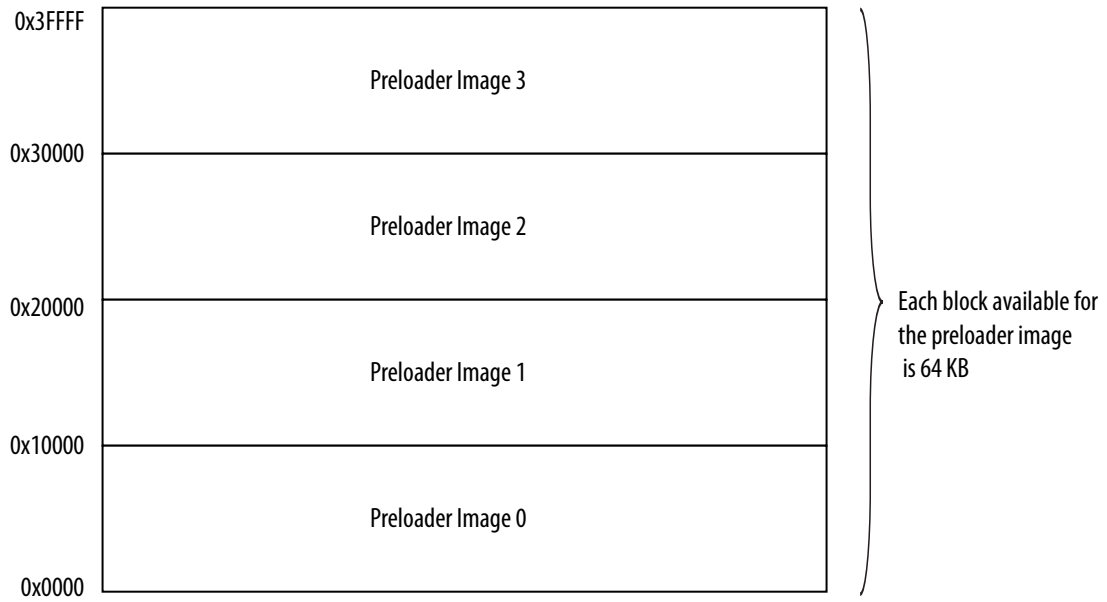 0x3FFFF
Preloader Image 3
0x30000
Preloader Image 2
0x20000
Each block available for
the preloader image
is 64 KB
Preloader Image 1
0x10000
Preloader Image 0
0x0000